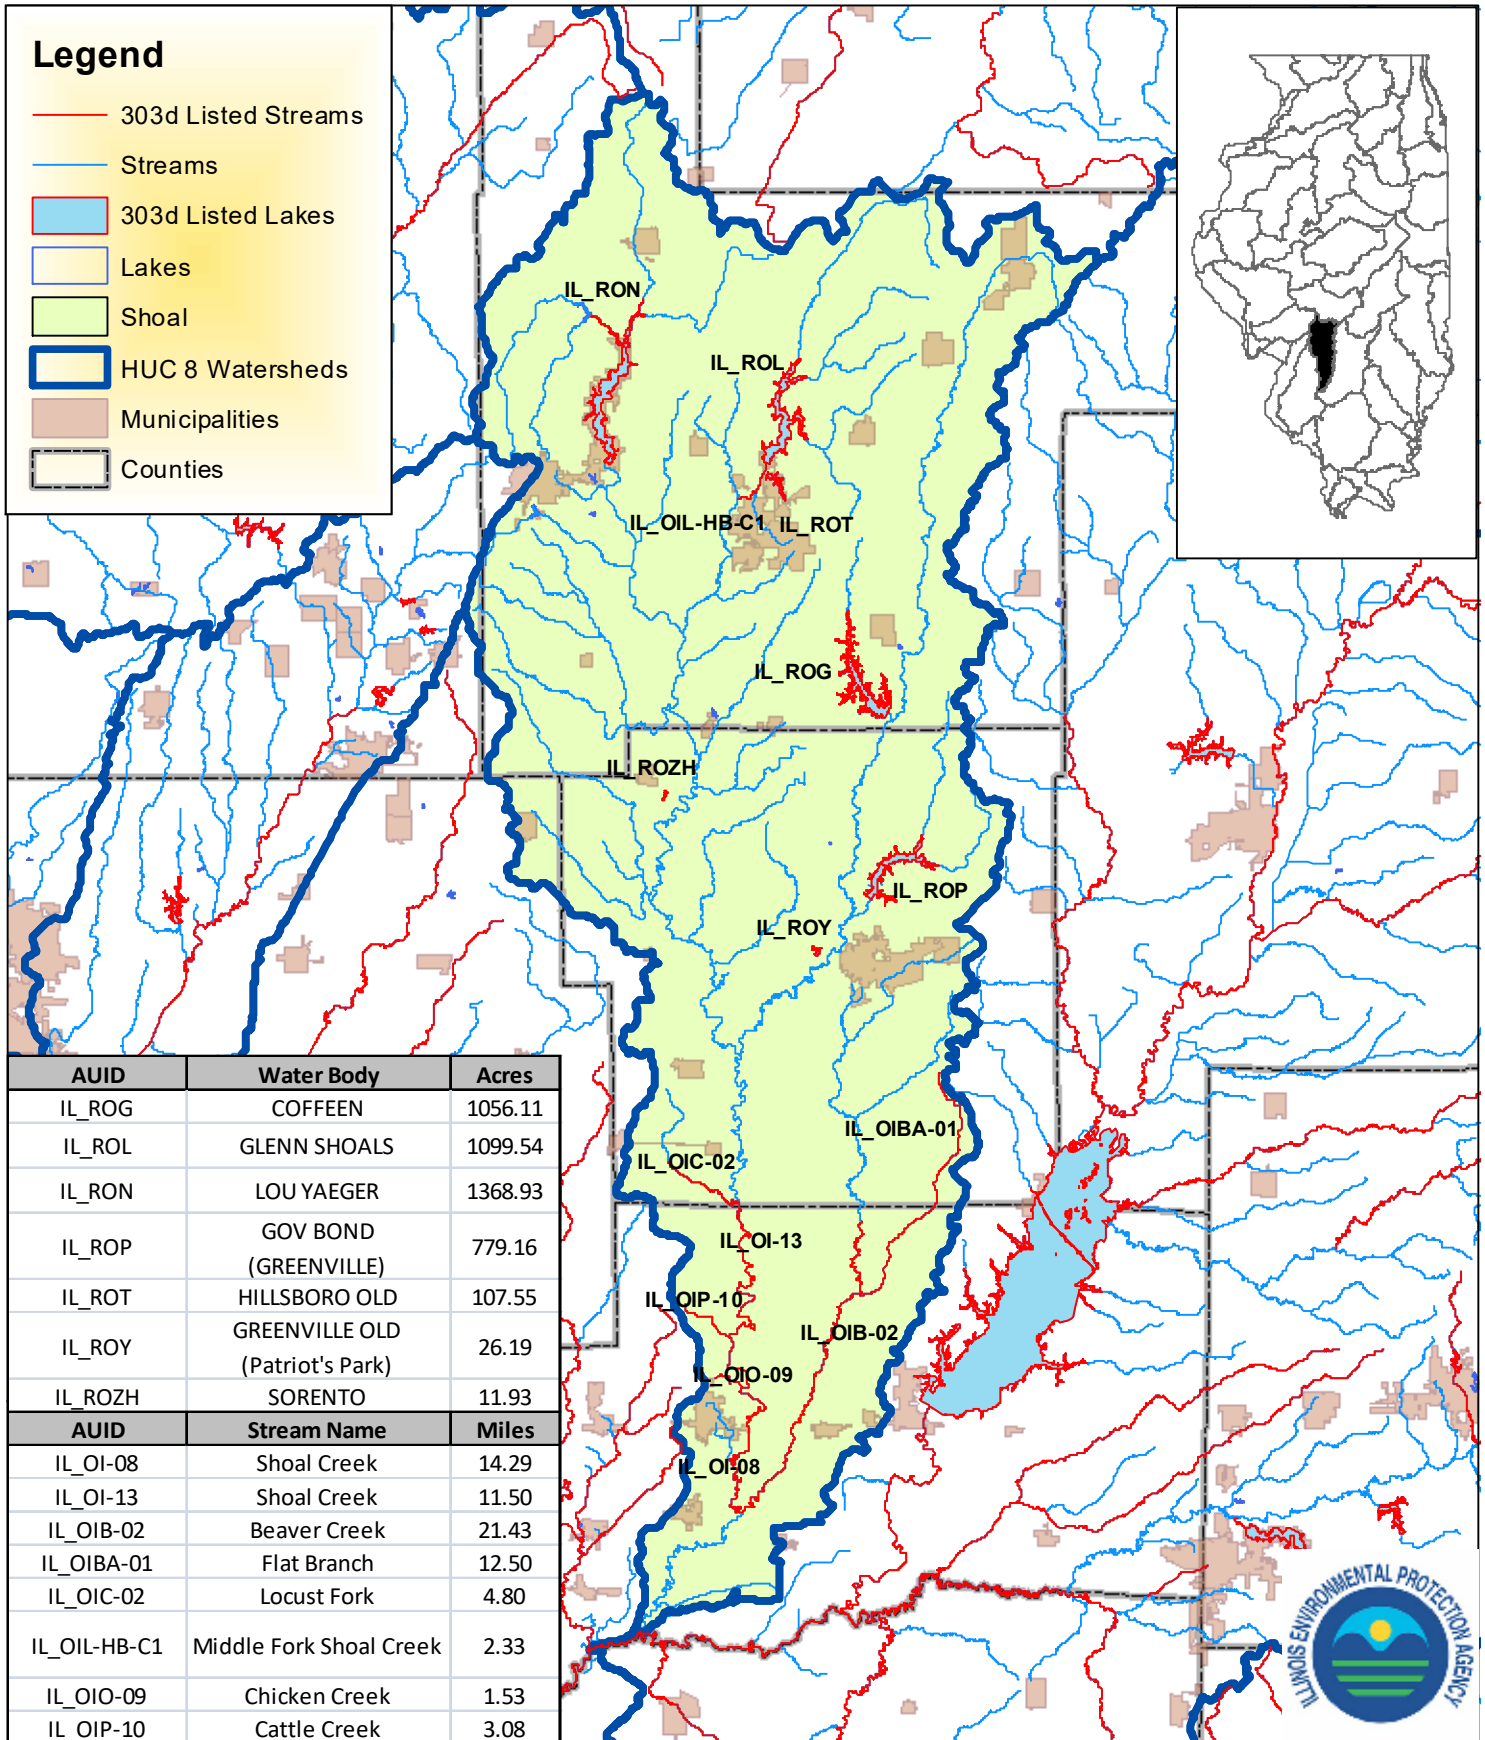 Legend
303d Listed Streams
Streams
303d Listed Lakes
Lakes
Shoal
HUC 8 Watersheds
Municipalities
Counties
IL_RON
IL_ROL
IL_OIL-HB-C1
IL_ROT
IL_ROG
IL_ROZH
IL_ROP
IL_ROY
IL_OIBA-01
IL_OIC-02
IL_OI-13
IL_OIP-10
IL_OIB-02
IL_OIO-09
IL_OI-08
AUID Water Body Acres
IL_ROG COFFEEN 1056.11
IL_ROL GLENN SHOALS 1099.54
IL_RON LOU YAEGER 1368.93
IL_ROP GOV BOND (GREENVILLE) 779.16
IL_ROT HILLSBORO OLD 107.55
IL_ROY GREENVILLE OLD (Patriot's Park) 26.19
IL_ROZH SORENTO 11.93
AUID Stream Name Miles
IL_OI-08 Shoal Creek 14.29
IL_OI-13 Shoal Creek 11.50
IL_OIB-02 Beaver Creek 21.43
IL_OIBA-01 Flat Branch 12.50
IL_OIC-02 Locust Fork 4.80
IL_OIL-HB-C1 Middle Fork Shoal Creek 2.33
IL_OIO-09 Chicken Creek 1.53
IL_OIP-10 Cattle Creek 3.08
ILLINOIS ENVIRONMENTAL PROTECTION AGENCY